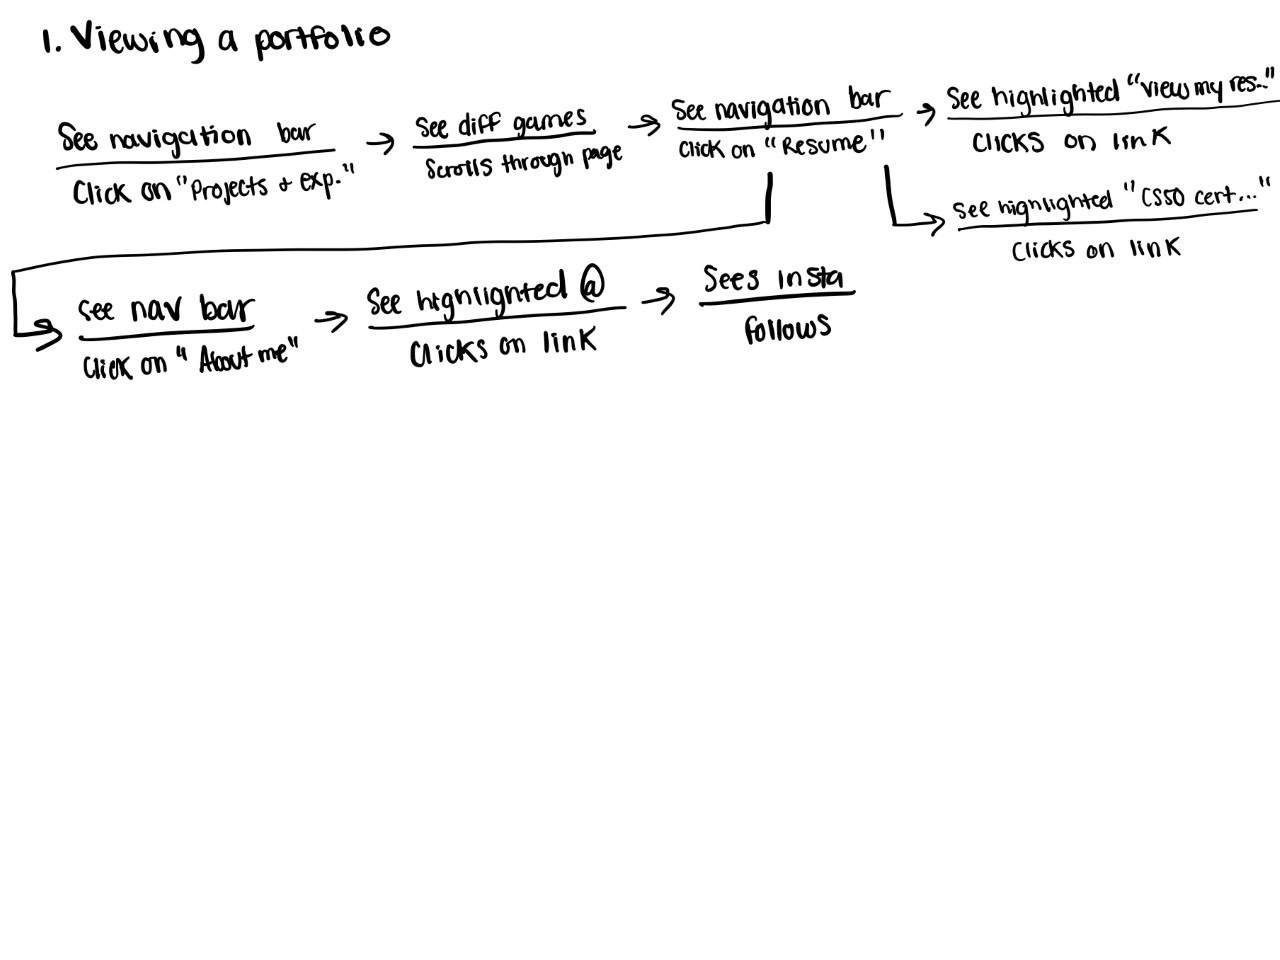 1. Viewing a portfolio
See navigation bar
Click on "Projects + exp."
See diff games
Scrolls through page
See navigation bar
Click on "Resume"
See highlighted "view my res.."
Clicks on link
See highlighted "CS50 cert..."
Clicks on link
See nav bar
Click on "About me"
See highlighted @
Clicks on link
Sees insta
follows